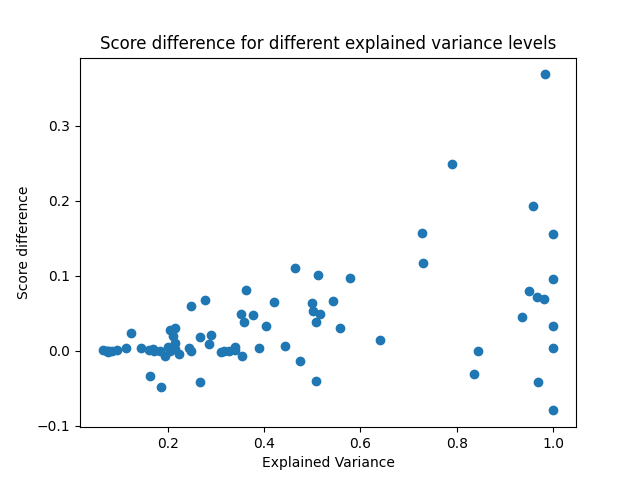 Score difference for different explained variance levels
Score difference
0.3
0.2
0.1
0.0
−0.1
0.2 0.4 0.6 0.8 1.0
Explained Variance